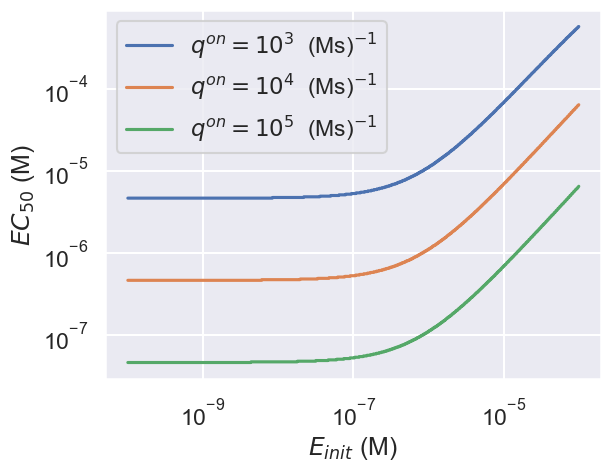 q^{on} = 10^3 (Ms)^{-1}
q^{on} = 10^4 (Ms)^{-1}
q^{on} = 10^5 (Ms)^{-1}
10^{-4}
10^{-5}
10^{-6}
10^{-7}
EC_{50} (M)
10^{-9} 10^{-7} 10^{-5}
E_{init} (M)